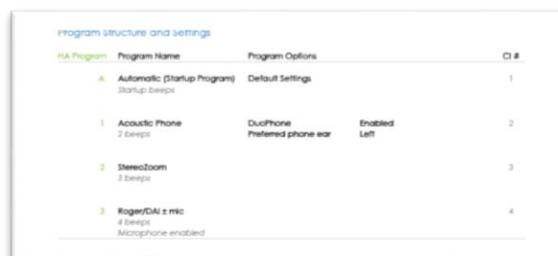 Program Structure and Settings
HA Program Program Name Program Options CI #
A Automatic (Startup Program) Default Settings 1
Startup beeps
1 Acoustic Phone DuoPhone Enabled 2
2 beeps Preferred phone ear Left
2 StereoZoom 3
3 beeps
3 Roger/DAI ± mic 4
4 beeps
Microphone enabled